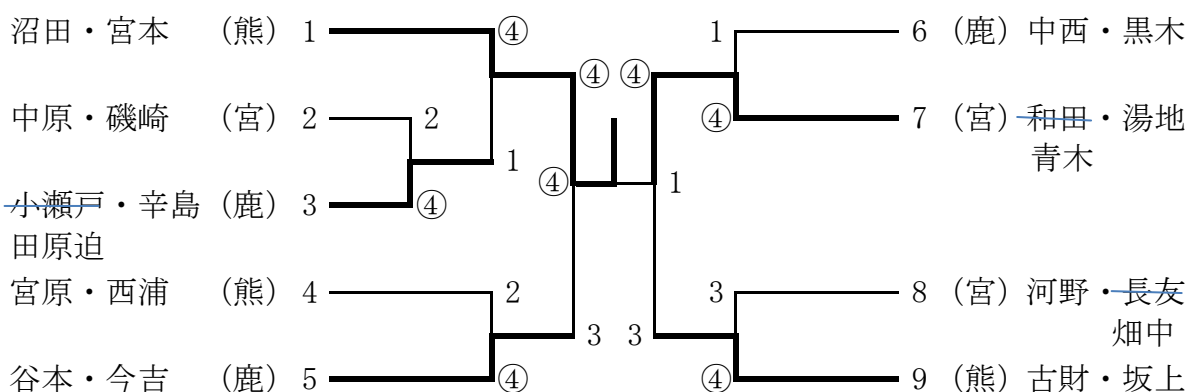 沼田・宮本 （熊） 1 ④ 1 6 （鹿） 中西・黒木
④ ④
中原・磯崎 （宮） 2 2 ④ 7 （宮） 和田・湯地
青木
1
④ 1
小瀬戸・辛島 （鹿） 3 ④
田原迫
宮原・西浦 （熊） 4 2 3 8 （宮） 河野・長友
畑中
3 3
谷本・今吉 （鹿） 5 ④ ④ 9 （熊） 古財・坂上